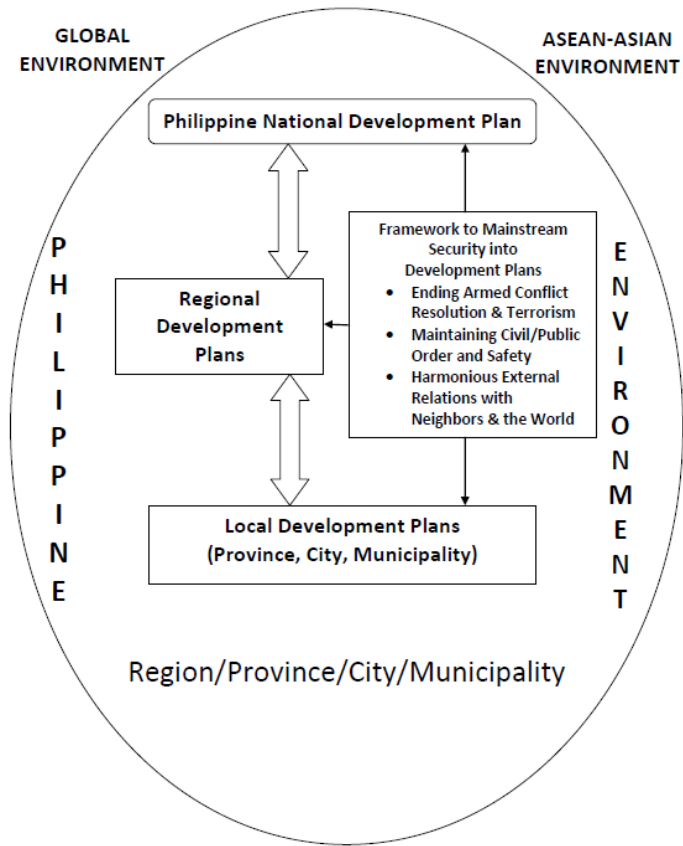 GLOBAL
ENVIRONMENT
ASEAN-ASIAN
ENVIRONMENT
Philippine National Development Plan
Framework to Mainstream
Security into
Development Plans
• Ending Armed Conflict
Resolution & Terrorism
• Maintaining Civil/Public
Order and Safety
• Harmonious External
Relations with
Neighbors & the World
Regional
Development
Plans
Local Development Plans
(Province, City, Municipality)
PHILIPPINE
ENVIRONMENT
Region/Province/City/Municipality